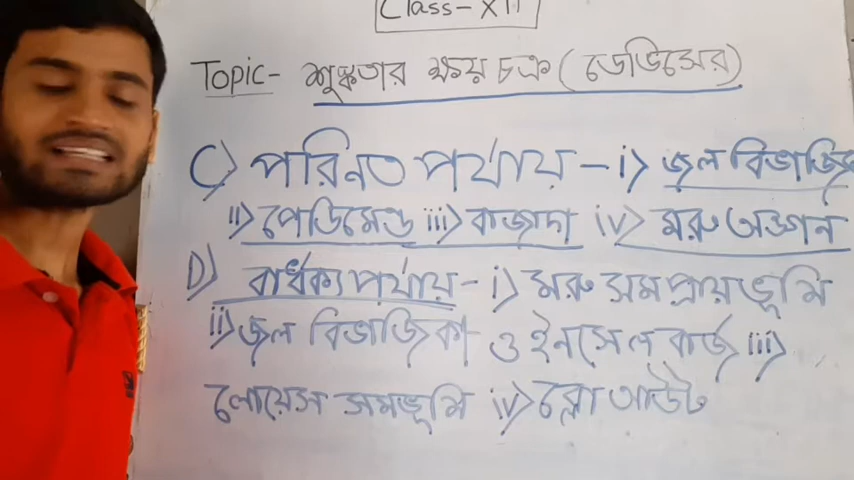 Class-XII
Topic- শুষ্কতার ক্ষয় চক্র (ডেভিসের)
C) পরিনত পর্যায় - i) জল বিভাজিকা
ii) পেডিমেন্ট iii) বাজাদা iv) মরু অঙ্গন
D) বার্ধক্য পর্যায় - i) মরু সমপ্রায়ভূমি
ii) জল বিভাজিকা ও ইনসেলবার্জ iii)
লোয়েস সমভূমি iv) ব্লো আউট